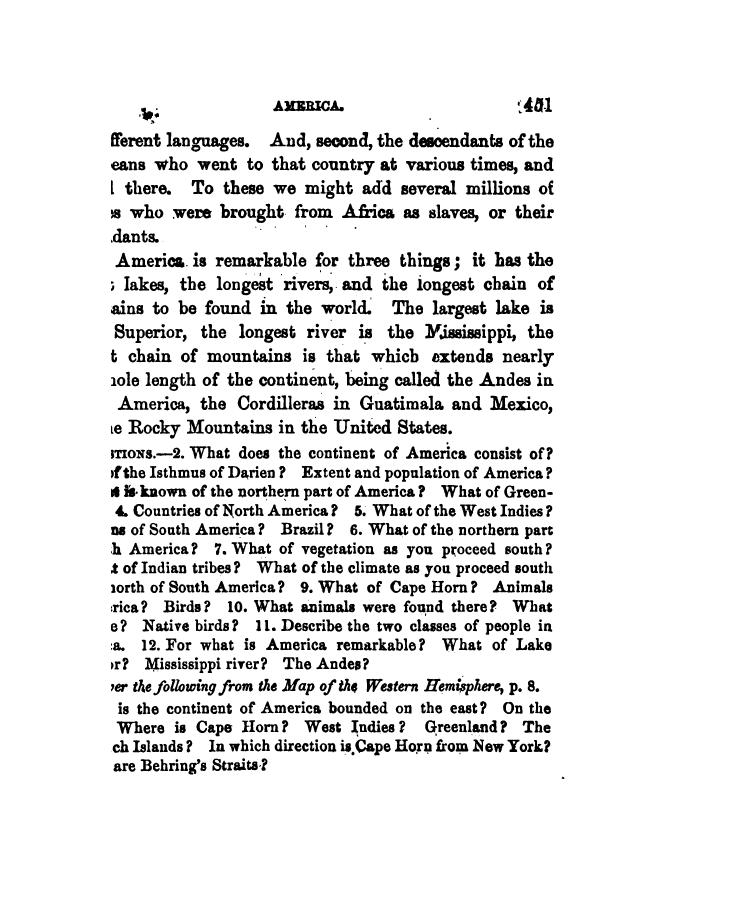 AMERICA. 451
fferent languages. And, second, the descendants of the
eans who went to that country at various times, and
l there. To these we might add several millions of
s who were brought from Africa as slaves, or their
dants.
America is remarkable for three things; it has the
lakes, the longest rivers, and the longest chain of
ains to be found in the world. The largest lake is
Superior, the longest river is the Mississippi, the
t chain of mountains is that which extends nearly
hole length of the continent, being called the Andes in
America, the Cordilleras in Guatimala and Mexico,
e Rocky Mountains in the United States.
STIONS.—2. What does the continent of America consist of?
of the Isthmus of Darien? Extent and population of America?
is known of the northern part of America? What of Green-
4. Countries of North America? 5. What of the West Indies?
ns of South America? Brazil? 6. What of the northern part
h America? 7. What of vegetation as you proceed south?
t of Indian tribes? What of the climate as you proceed south
north of South America? 9. What of Cape Horn? Animals
rica? Birds? 10. What animals were found there? What
e? Native birds? 11. Describe the two classes of people in
a. 12. For what is America remarkable? What of Lake
or? Mississippi river? The Andes?
er the following from the Map of the Western Hemisphere, p. 8.
is the continent of America bounded on the east? On the
Where is Cape Horn? West Indies? Greenland? The
ch Islands? In which direction is Cape Horn from New York?
are Behring's Straits?